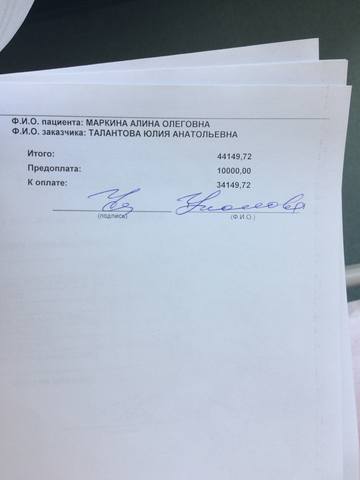 Ф.И.О. пациента: МАРКИНА АЛИНА ОЛЕГОВНА
Ф.И.О. заказчика: ТАЛАНТОВА ЮЛИЯ АНАТОЛЬЕВНА
Итого: 44149,72
Предоплата: 10000,00
К оплате: 34149,72
(подпись) (Ф.И.О.)